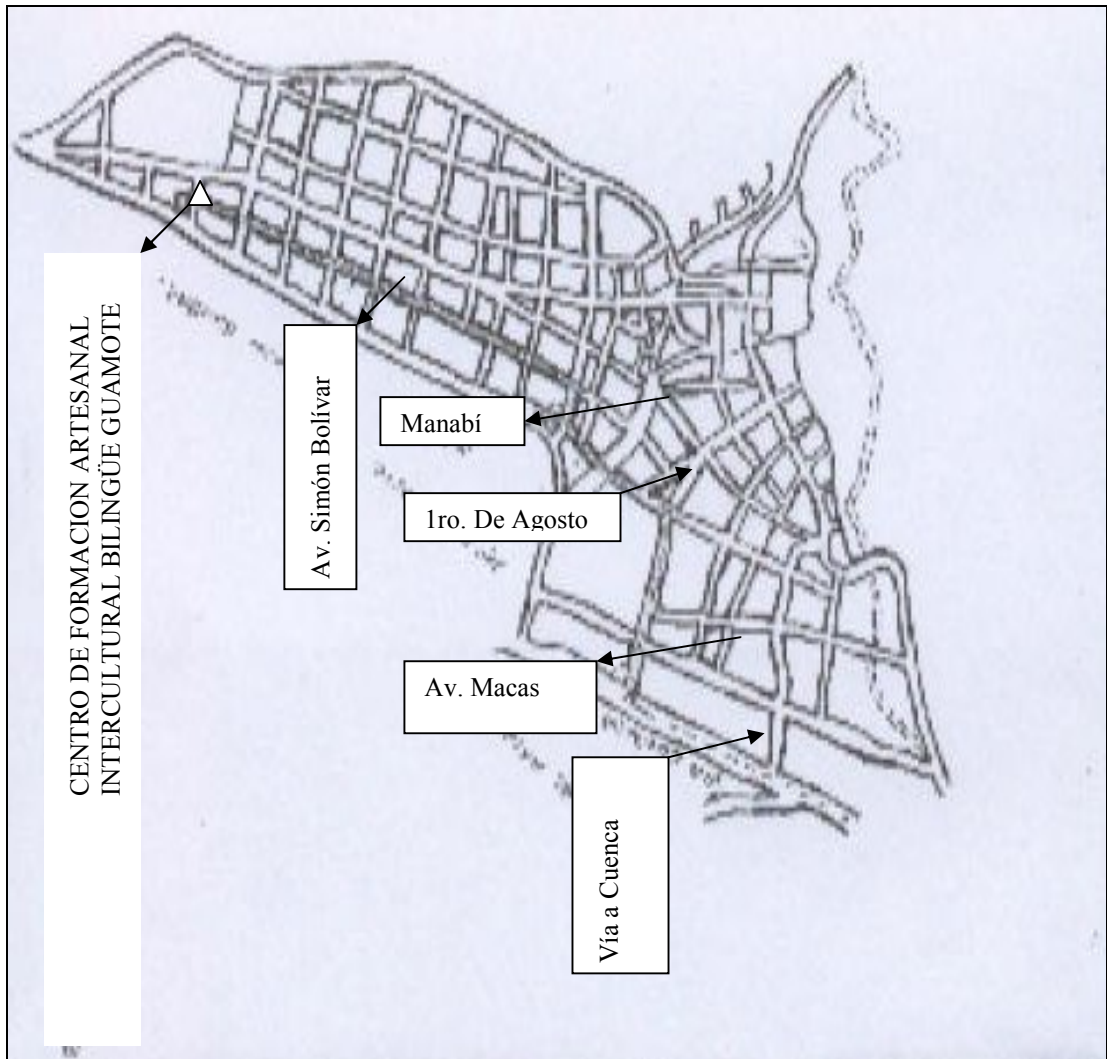 CENTRO DE FORMACION ARTESANAL
INTERCULTURAL BILINGÜE GUAMOTE
Av. Simón Bolívar
Manabí
1ro. De Agosto
Av. Macas
Vía a Cuenca